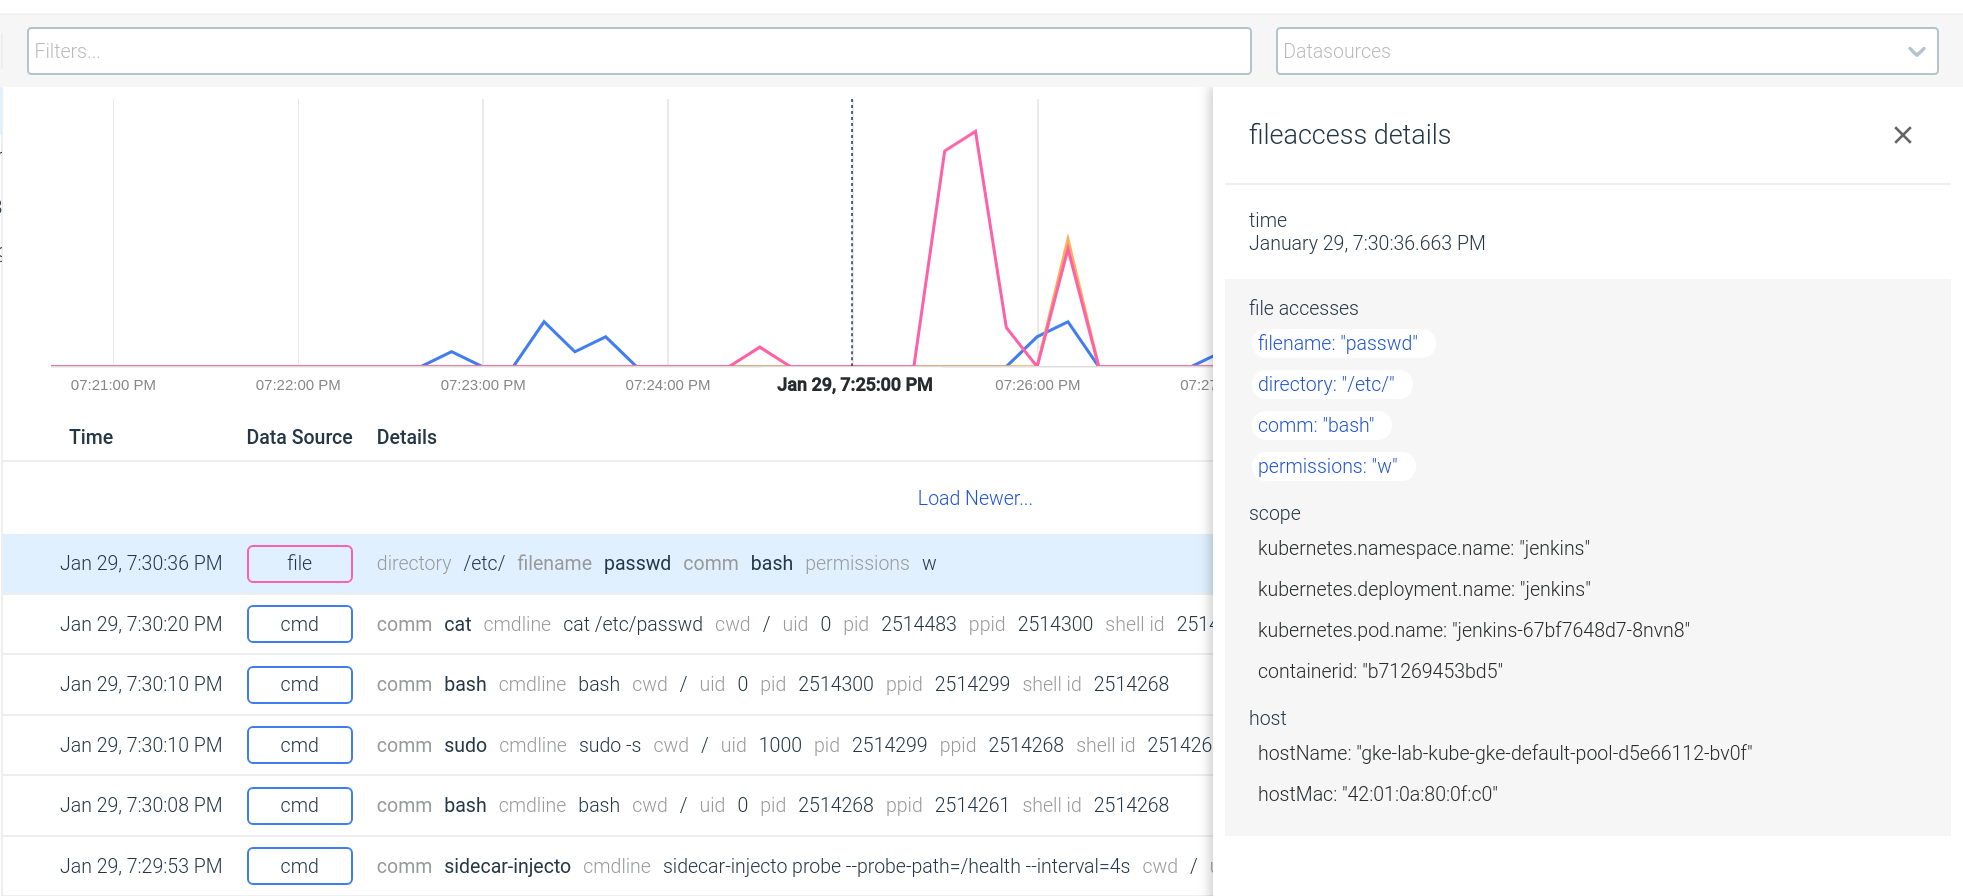 Filters...
Datasources
07:21:00 PM
07:22:00 PM
07:23:00 PM
07:24:00 PM
Jan 29, 7:25:00 PM
07:26:00 PM
07:27
Time Data Source Details
Load Newer...
Jan 29, 7:30:36 PM file directory /etc/ filename passwd comm bash permissions w
Jan 29, 7:30:20 PM cmd comm cat cmdline cat /etc/passwd cwd / uid 0 pid 2514483 ppid 2514300 shell id 2514
Jan 29, 7:30:10 PM cmd comm bash cmdline bash cwd / uid 0 pid 2514300 ppid 2514299 shell id 2514268
Jan 29, 7:30:10 PM cmd comm sudo cmdline sudo -s cwd / uid 1000 pid 2514299 ppid 2514268 shell id 251426
Jan 29, 7:30:08 PM cmd comm bash cmdline bash cwd / uid 0 pid 2514268 ppid 2514261 shell id 2514268
Jan 29, 7:29:53 PM cmd comm sidecar-injecto cmdline sidecar-injecto probe --probe-path=/health --interval=4s cwd /
fileaccess details
time
January 29, 7:30:36.663 PM
file accesses
filename: "passwd"
directory: "/etc/"
comm: "bash"
permissions: "w"
scope
kubernetes.namespace.name: "jenkins"
kubernetes.deployment.name: "jenkins"
kubernetes.pod.name: "jenkins-67bf7648d7-8nvn8"
containerid: "b71269453bd5"
host
hostName: "gke-lab-kube-gke-default-pool-d5e66112-bv0f"
hostMac: "42:01:0a:80:0f:c0"